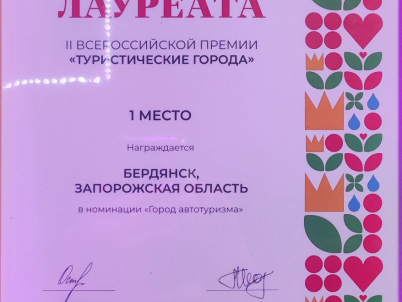 ЛАУРЕАТА
II ВСЕРОССИЙСКОЙ ПРЕМИИ
«ТУРИСТИЧЕСКИЕ ГОРОДА»
1 МЕСТО
Награждается
БЕРДЯНСК,
ЗАПОРОЖСКАЯ ОБЛАСТЬ
в номинации «Город автотуризма»